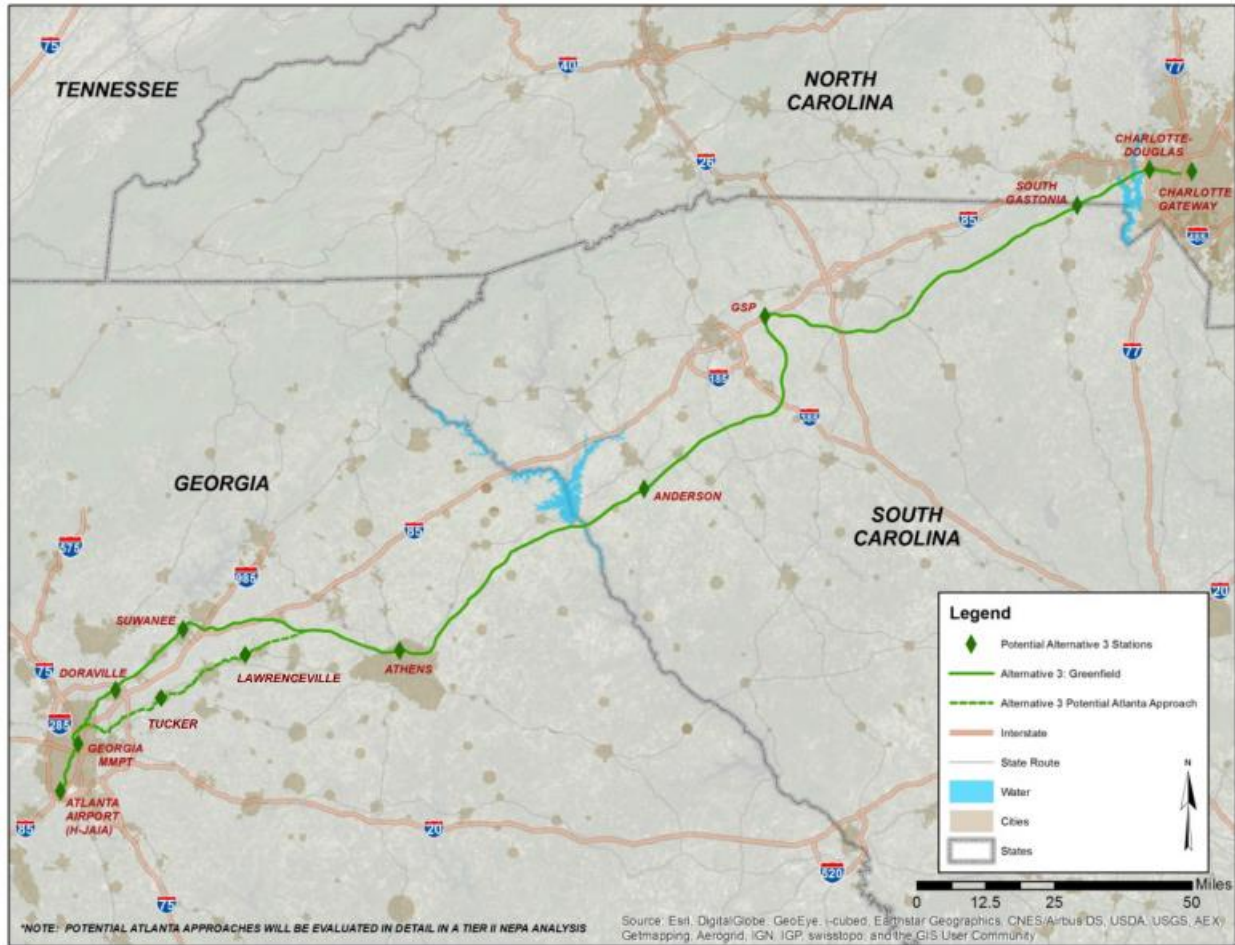 75
TENNESSEE
40
NORTH
CAROLINA
77
26
CHARLOTTE-
DOUGLAS
SOUTH
GASTONIA
CHARLOTTE
GATEWAY
85
485
GSP
77
185
385
GEORGIA
ANDERSON
SOUTH
CAROLINA
85
575
985
20
SUWANEE
75
DORAVILLE
LAWRENCEVILLE
ATHENS
285
TUCKER
GEORGIA
MMPT
ATLANTA
AIRPORT
(H-JAIA)
85
20
520
75
Legend
Potential Alternative 3 Stations
Alternative 3: Greenfield
Alternative 3 Potential Atlanta Approach
Interstate
State Route
Water
Cities
States
N
Miles
0
12.5
25
50
*NOTE: POTENTIAL ATLANTA APPROACHES WILL BE EVALUATED IN DETAIL IN A TIER II NEPA ANALYSIS
Source: Esri, DigitalGlobe, GeoEye, i-cubed, Earthstar Geographics, CNES/Airbus DS, USDA, USGS, AEX,
Getmapping, Aerogrid, IGN, IGP, swisstopo, and the GIS User Community